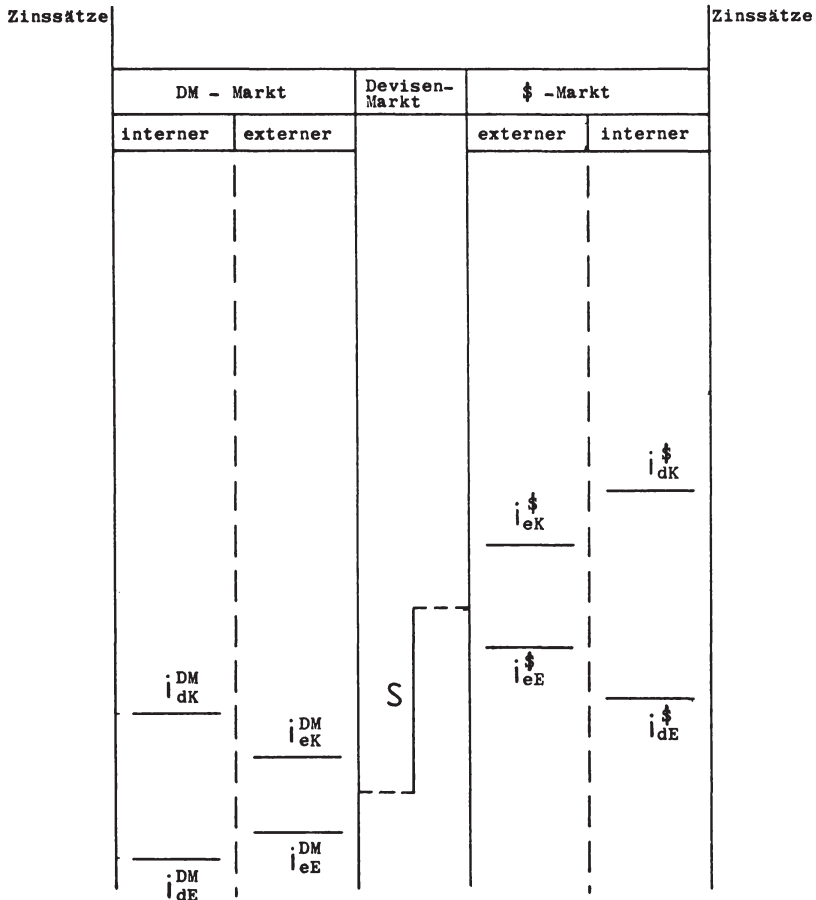 Zinssätze Zinssätze
DM - Markt Devisen-Markt $ -Markt
interner externer externer interner
i$dK
i$eK
i$eE
iDMdK S i$dE
iDMeK
iDMeE
iDMdE